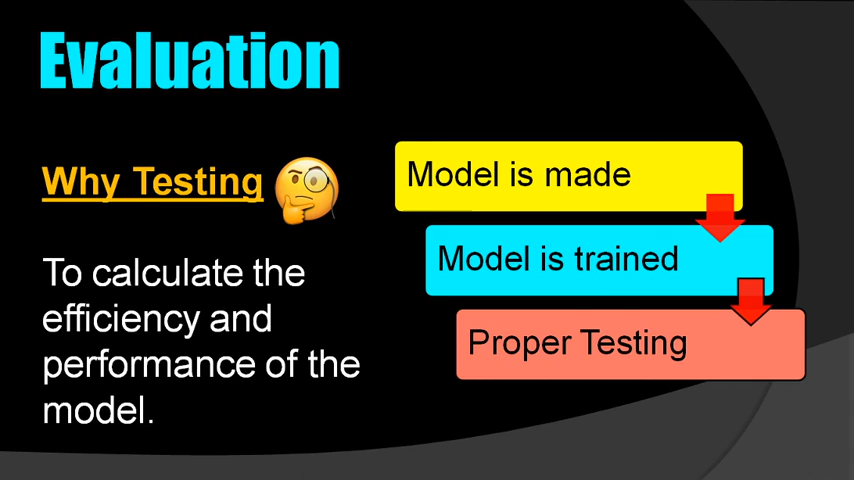 Evaluation
Why Testing
To calculate the
efficiency and
performance of the
model.
Model is made
Model is trained
Proper Testing